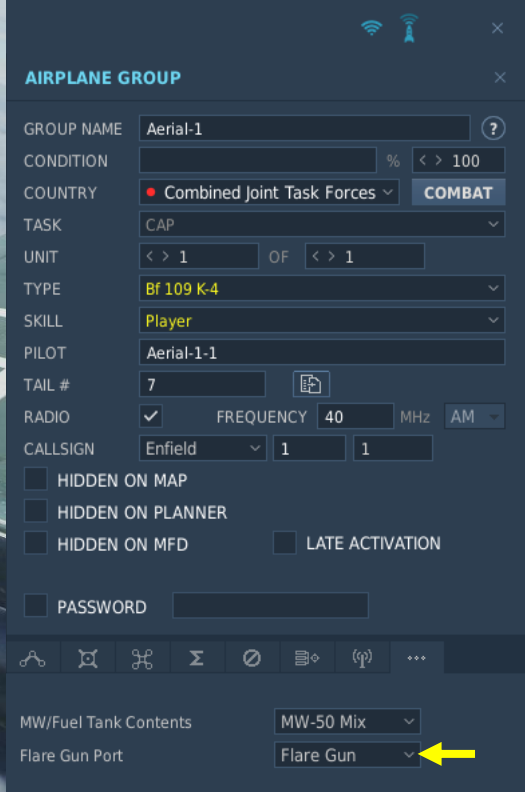 AIRPLANE GROUP
GROUP NAME Aerial-1 ?
CONDITION % < > 100
COUNTRY Combined Joint Task Forces COMBAT
TASK CAP
UNIT < > 1 OF < > 1
TYPE Bf 109 K-4
SKILL Player
PILOT Aerial-1-1
TAIL # 7
RADIO FREQUENCY 40 MHz AM
CALLSIGN Enfield 1 1
HIDDEN ON MAP
HIDDEN ON PLANNER
HIDDEN ON MFD LATE ACTIVATION
PASSWORD
MW/Fuel Tank Contents MW-50 Mix
Flare Gun Port Flare Gun